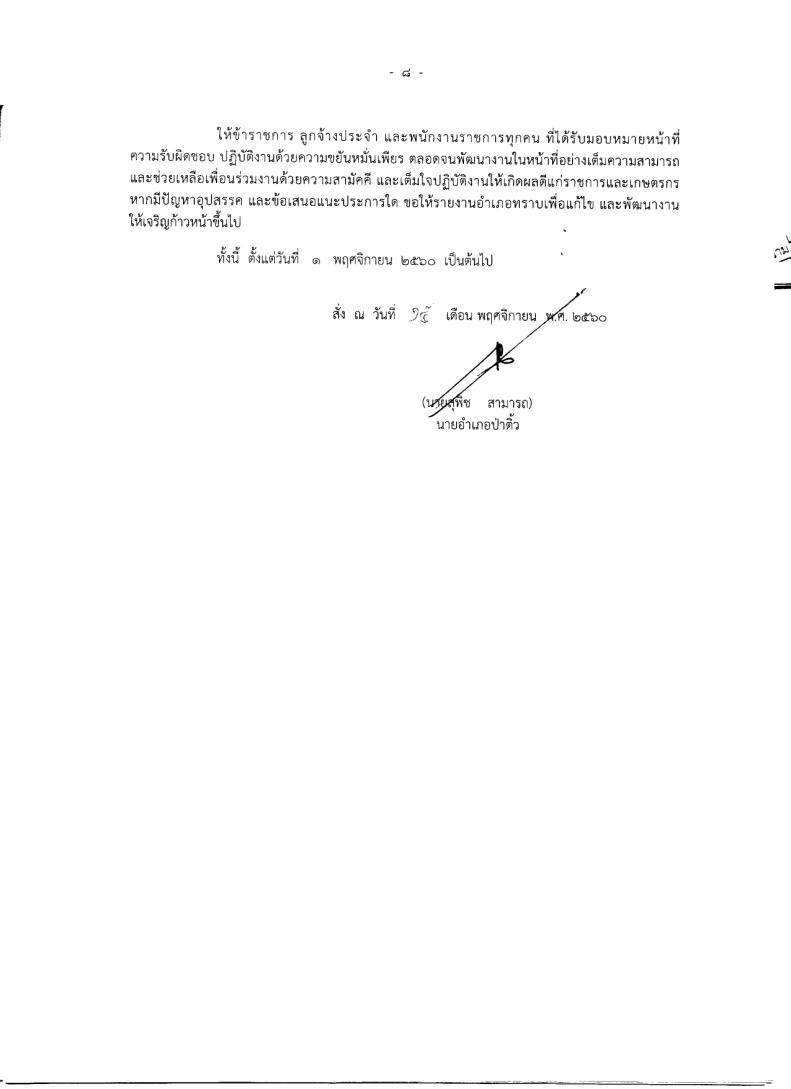 - ๘ -
ให้ข้าราชการ ลูกจ้างประจำ และพนักงานราชการทุกคน ที่ได้รับมอบหมายหน้าที่
ความรับผิดชอบ ปฏิบัติงานด้วยความขยันหมั่นเพียร ตลอดจนพัฒนางานในหน้าที่อย่างเต็มความสามารถ
และช่วยเหลือเพื่อนร่วมงานด้วยความสามัคคี และเต็มใจปฏิบัติงานให้เกิดผลดีแก่ราชการและเกษตรกร
หากมีปัญหาอุปสรรค และข้อเสนอแนะประการใด ขอให้รายงานอำเภอทราบเพื่อแก้ไข และพัฒนางาน
ให้เจริญก้าวหน้าขึ้นไป
ทั้งนี้ ตั้งแต่วันที่ ๑ พฤศจิกายน ๒๕๖๐ เป็นต้นไป
สั่ง ณ วันที่ เดือน พฤศจิกายน พ.ศ. ๒๕๖๐
(นายสุพิช สามารถ)
นายอำเภอป่าติ้ว